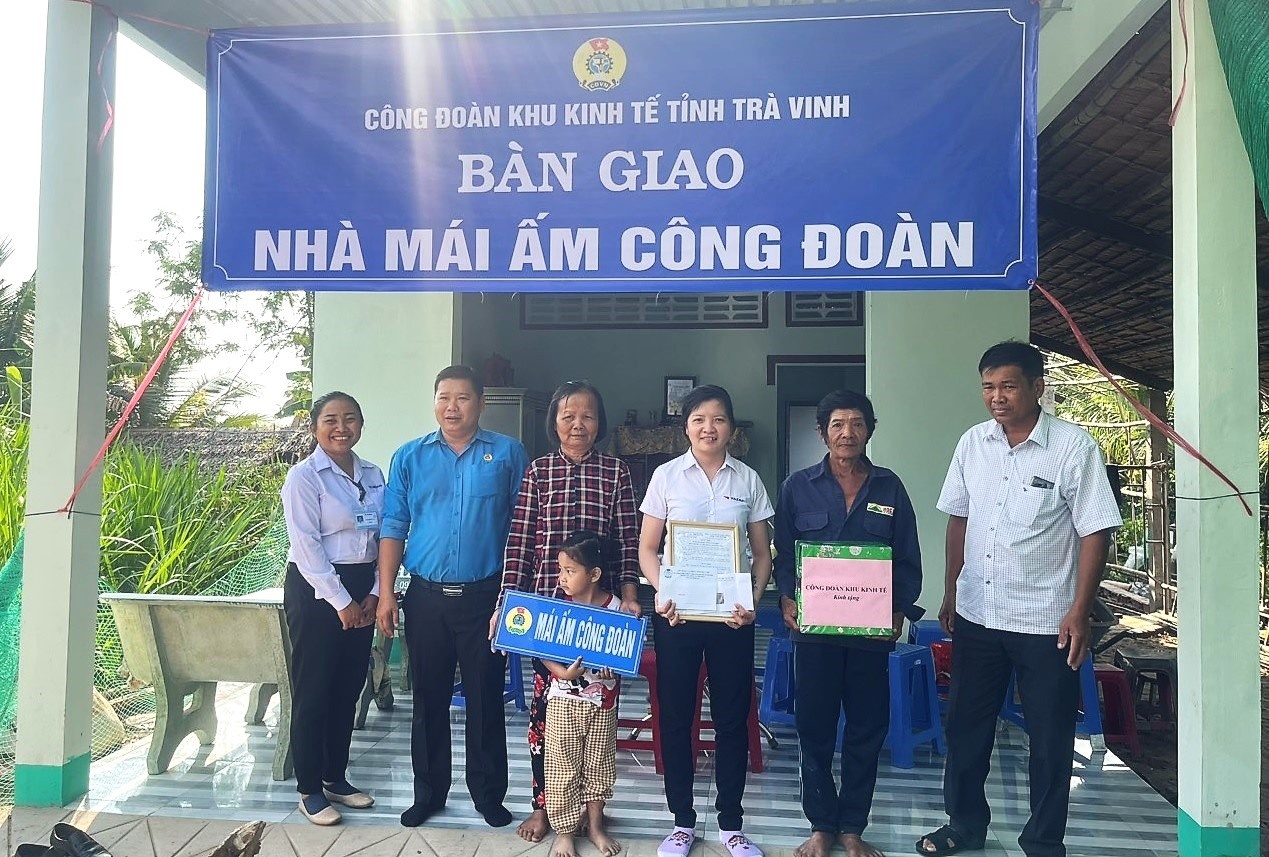 CĐVN
CÔNG ĐOÀN KHU KINH TẾ TỈNH TRÀ VINH
BÀN GIAO
NHÀ MÁI ẤM CÔNG ĐOÀN
MÁI ẤM CÔNG ĐOÀN
CÔNG ĐOÀN KHU KINH TẾ
Kính tặng